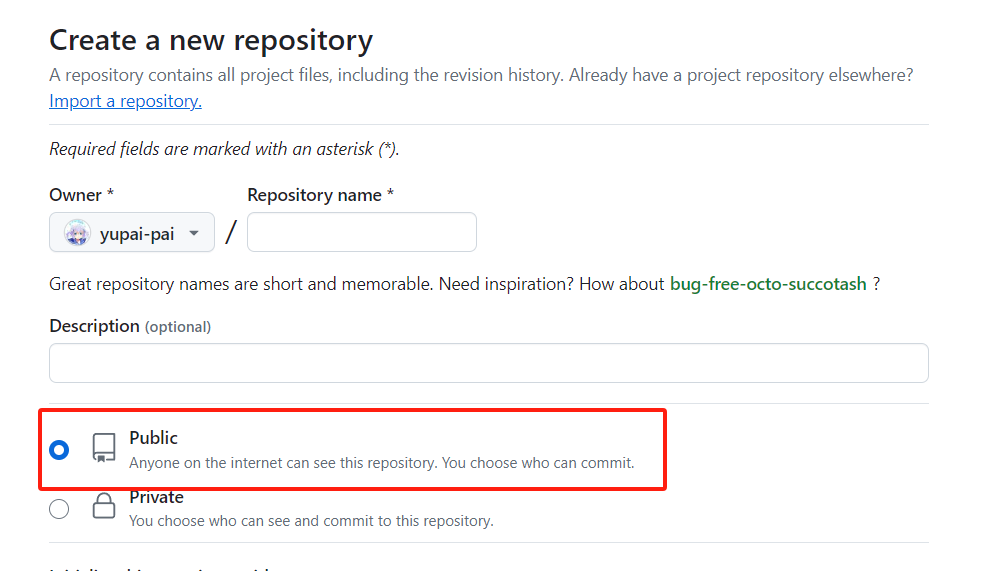 Create a new repository
A repository contains all project files, including the revision history. Already have a project repository elsewhere?
Import a repository.
Required fields are marked with an asterisk (*).
Owner * Repository name *
yupai-pai /
Great repository names are short and memorable. Need inspiration? How about bug-free-octo-succotash ?
Description (optional)
Public
Anyone on the internet can see this repository. You choose who can commit.
Private
You choose who can see and commit to this repository.